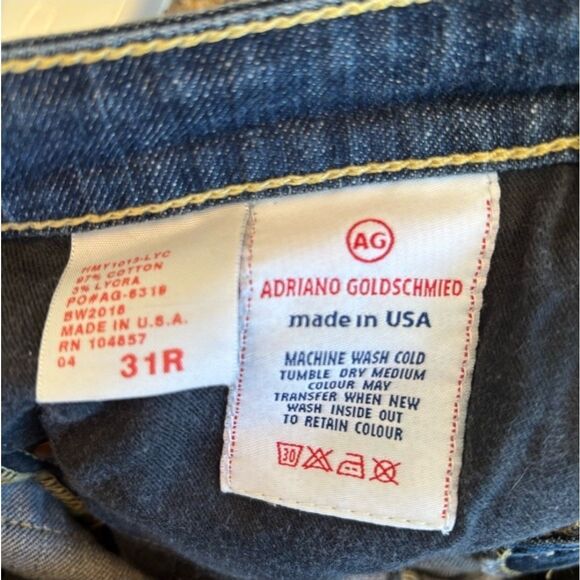 HMY1013-LYC
97% COTTON
3% LYCRA
PO#AG-6319
BW2016
MADE IN U.S.A.
RN 104857
04
31R
AG
ADRIANO GOLDSCHMIED
made in USA
MACHINE WASH COLD
TUMBLE DRY MEDIUM
COLOUR MAY
TRANSFER WHEN NEW
WASH INSIDE OUT
TO RETAIN COLOUR
30